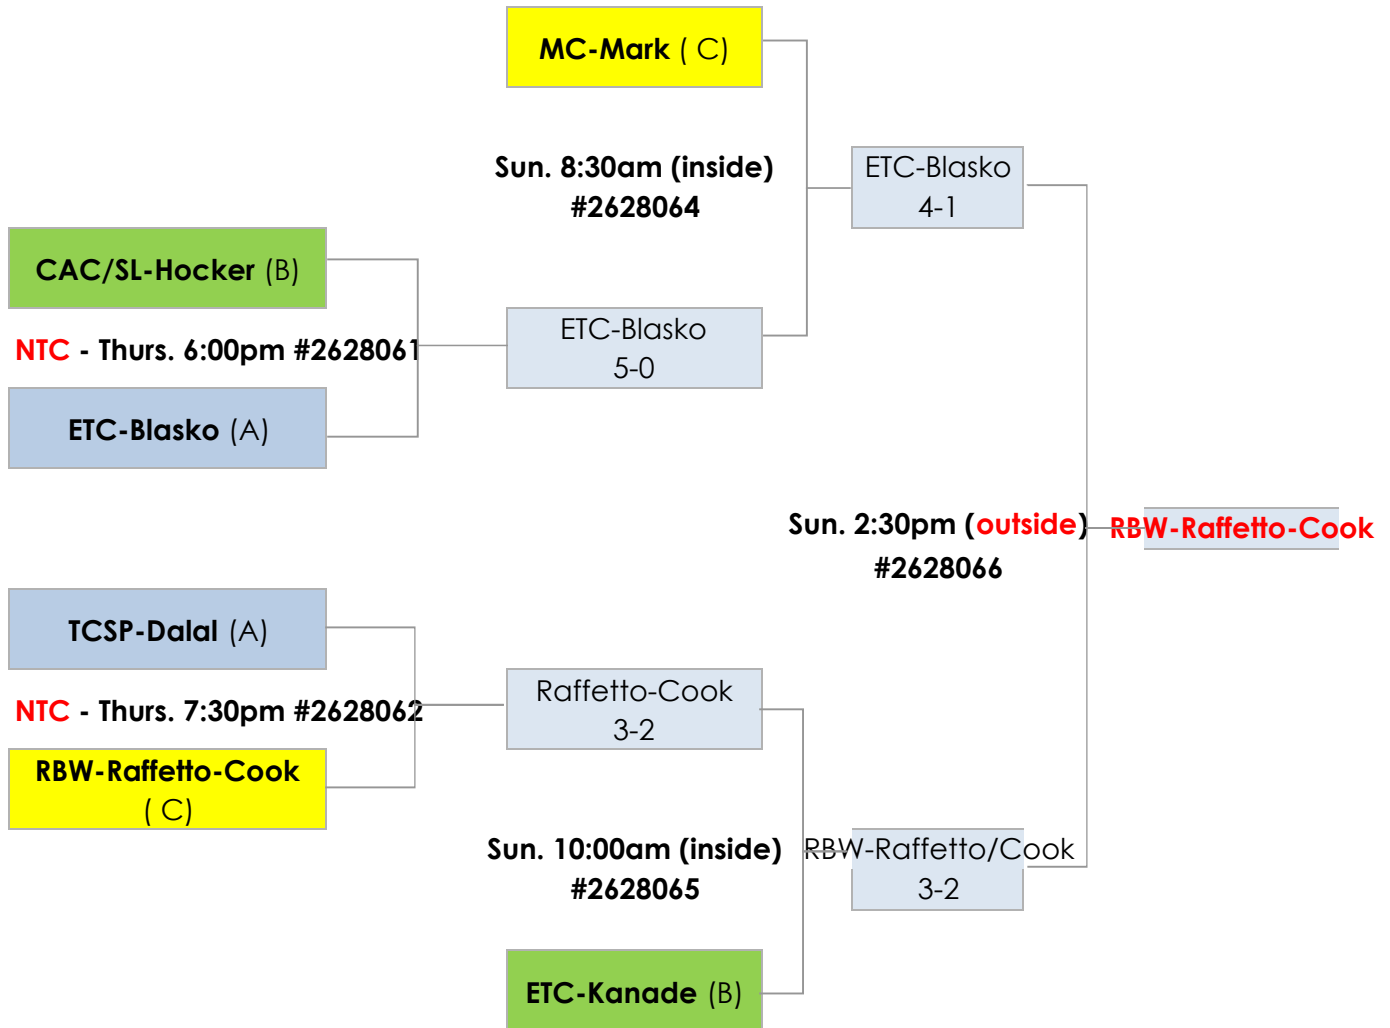 MC-Mark ( C)
Sun. 8:30am (inside)
#2628064
ETC-Blasko
4-1
CAC/SL-Hocker (B)
NTC - Thurs. 6:00pm #2628061
ETC-Blasko
5-0
ETC-Blasko (A)
Sun. 2:30pm (outside)
#2628066
RBW-Raffetto-Cook
TCSP-Dalal (A)
NTC - Thurs. 7:30pm #2628062
Raffetto-Cook
3-2
RBW-Raffetto-Cook
( C)
Sun. 10:00am (inside)
#2628065
RBW-Raffetto/Cook
3-2
ETC-Kanade (B)